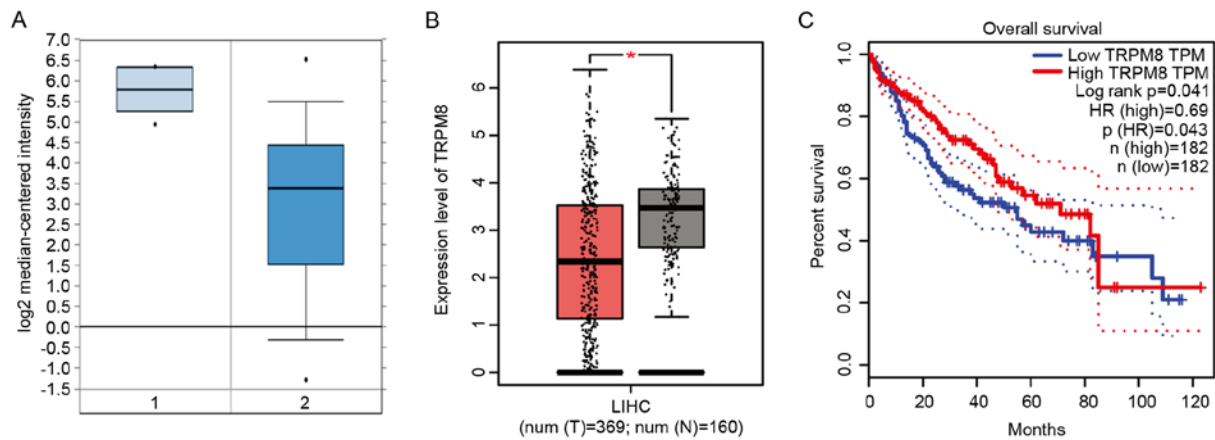 A
log2 median-centered intensity
7.0
6.5
6.0
5.5
5.0
4.5
4.0
3.5
3.0
2.5
2.0
1.5
1.0
0.5
0.0
-0.5
-1.0
-1.5
1 2
B
Expression level of TRPM8
6
5
4
3
2
1
0
*
LIHC
(num (T)=369; num (N)=160)
C
Overall survival
Low TRPM8 TPM
High TRPM8 TPM
Log rank p=0.041
HR (high)=0.69
p (HR)=0.043
n (high)=182
n (low)=182
Percent survival
1.0
0.8
0.6
0.4
0.2
0.0
0 20 40 60 80 100 120
Months